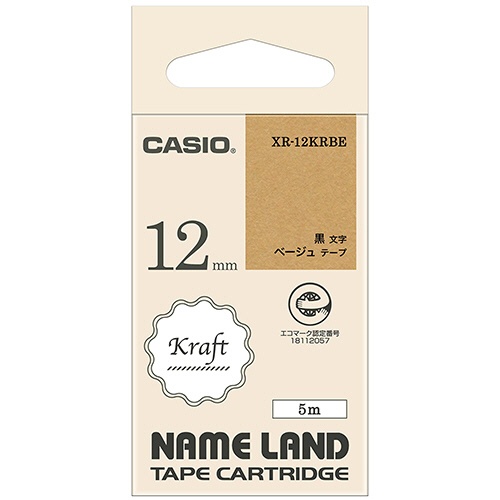 CASIO®
XR-12KRBE
黒 文字
ベージュ テープ
12mm
Kraft
エコマーク認定番号
18112057
5m
NAME LAND
TAPE CARTRIDGE